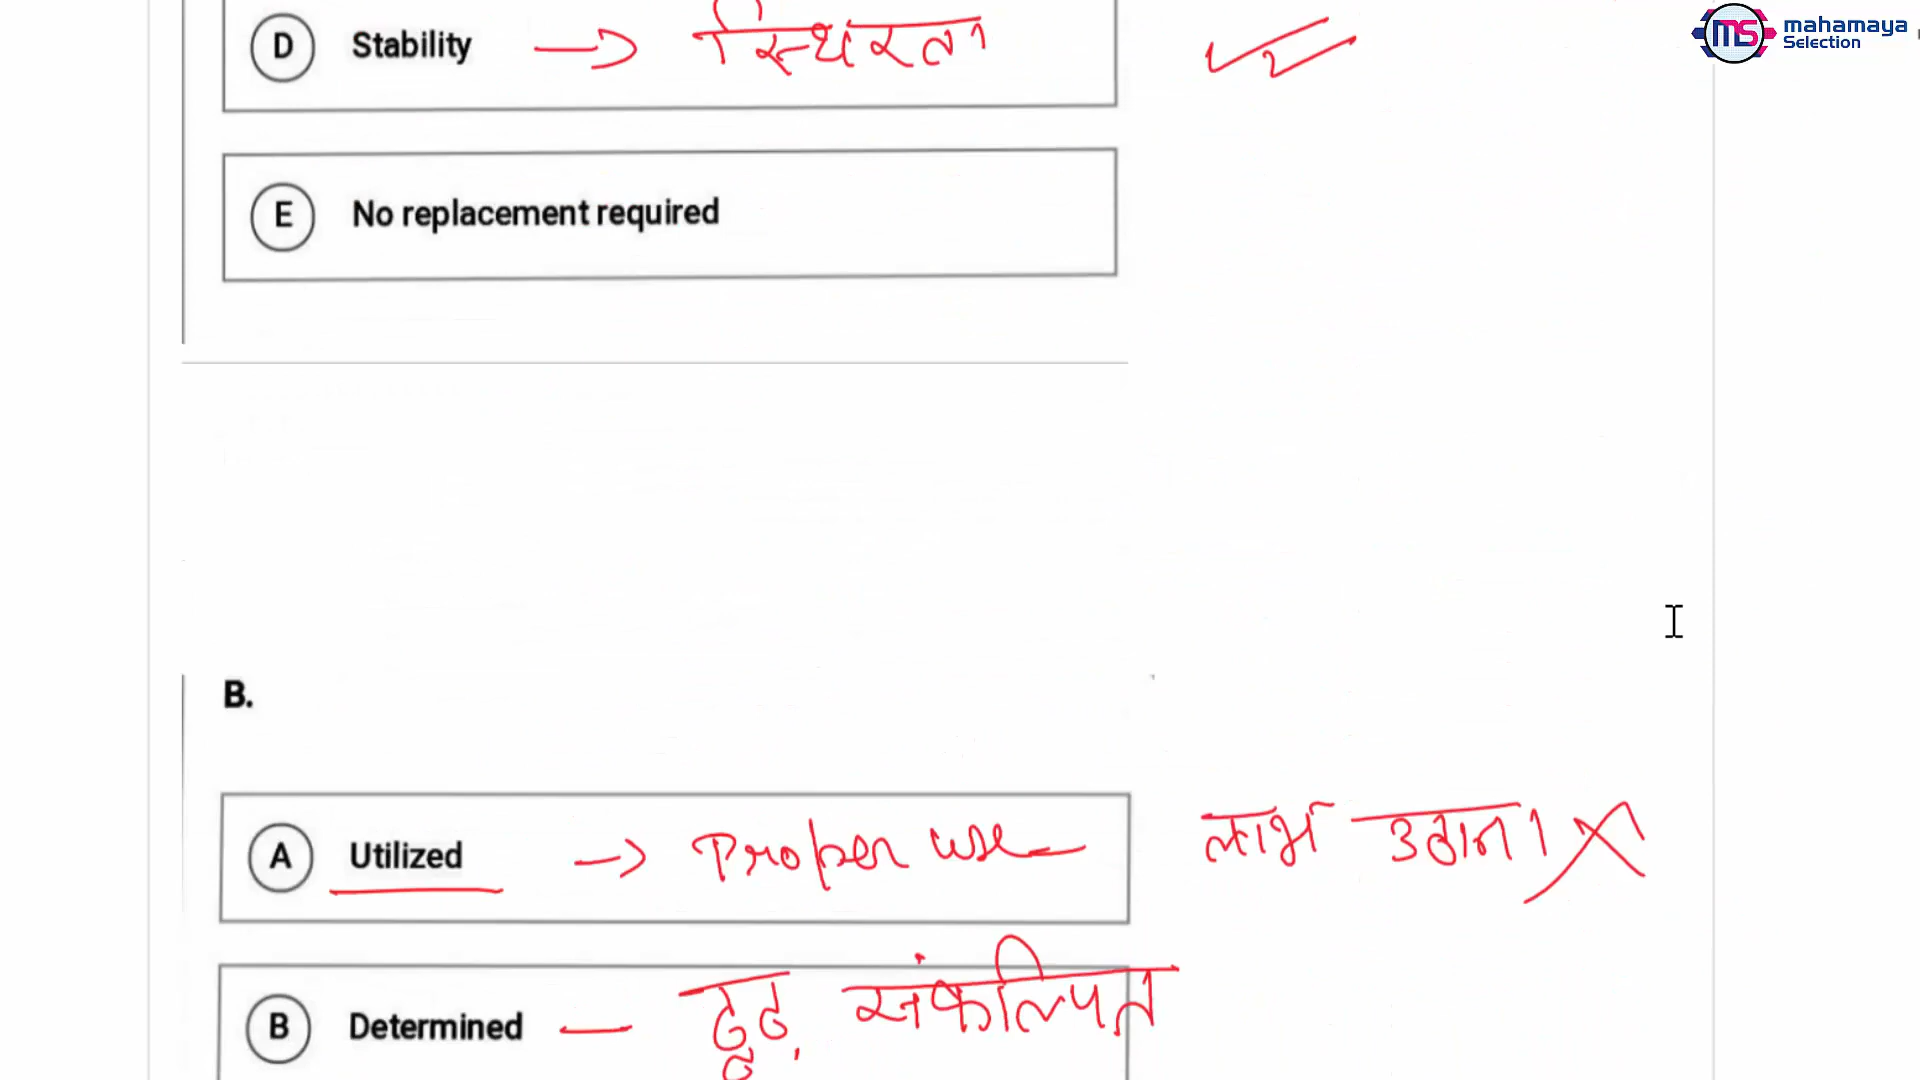 mahamaya
Selection
D Stability → स्थिरता
E No replacement required
B.
A Utilized → Proper use लाभ उठाना
B Determined — दृढ़ संकल्पित